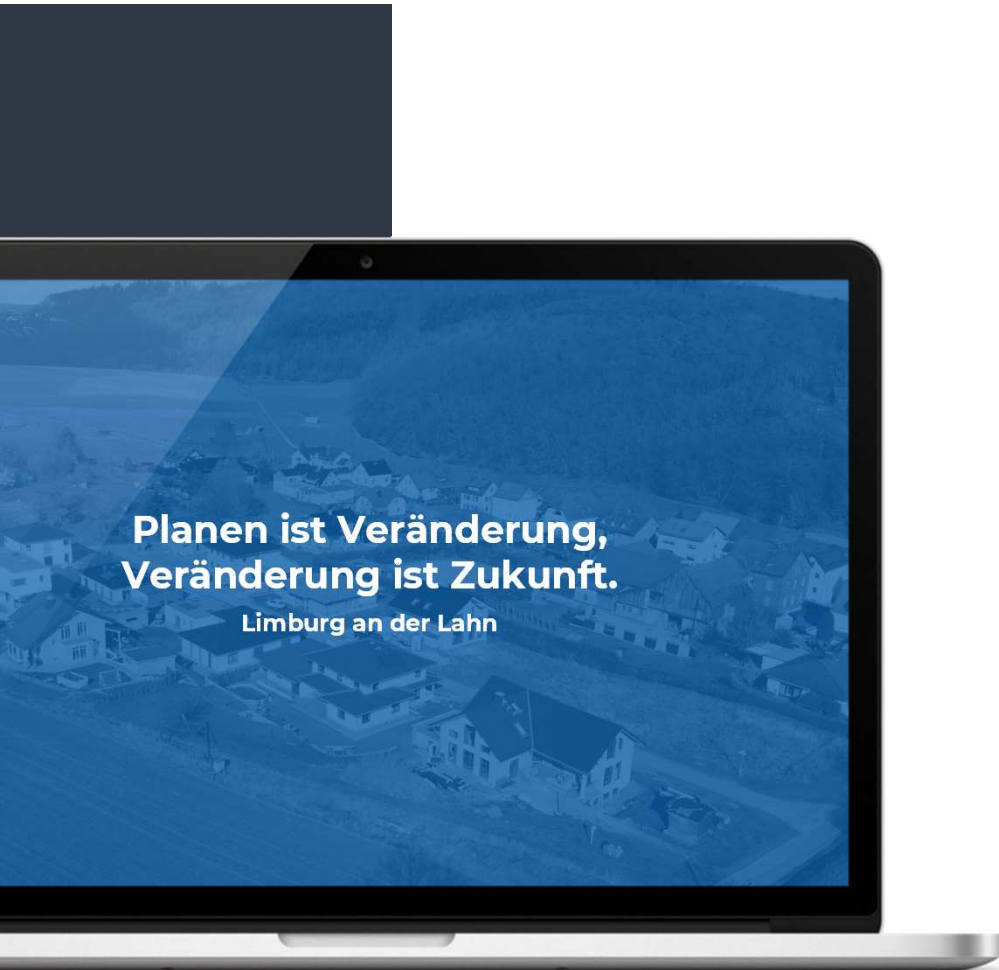 Planen ist Veränderung,
Veränderung ist Zukunft.
Limburg an der Lahn